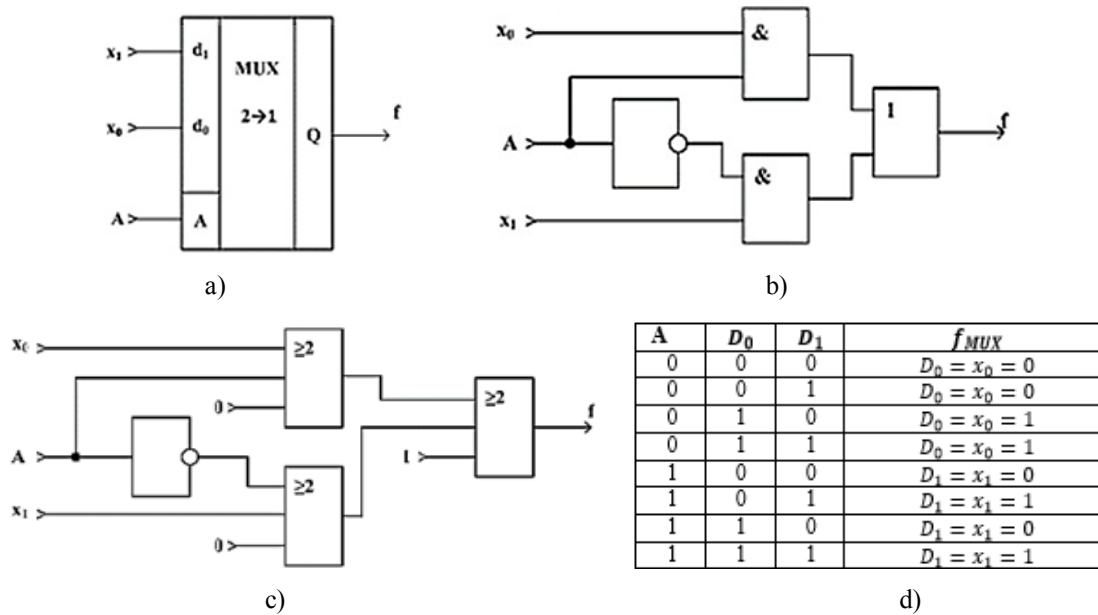 x₁ d₁
MUX
2→1
f
x₀ d₀
Q
A A
a)
x₀
&
1
f
A
&
x₁
b)
x₀
≥2
0
≥2
f
A
1
≥2
x₁
0
c)
A D₀ D₁ f_MUX
0 0 0 D₀ = x₀ = 0
0 0 1 D₀ = x₀ = 0
0 1 0 D₀ = x₀ = 1
0 1 1 D₀ = x₀ = 1
1 0 0 D₁ = x₁ = 0
1 0 1 D₁ = x₁ = 1
1 1 0 D₁ = x₁ = 0
1 1 1 D₁ = x₁ = 1
d)